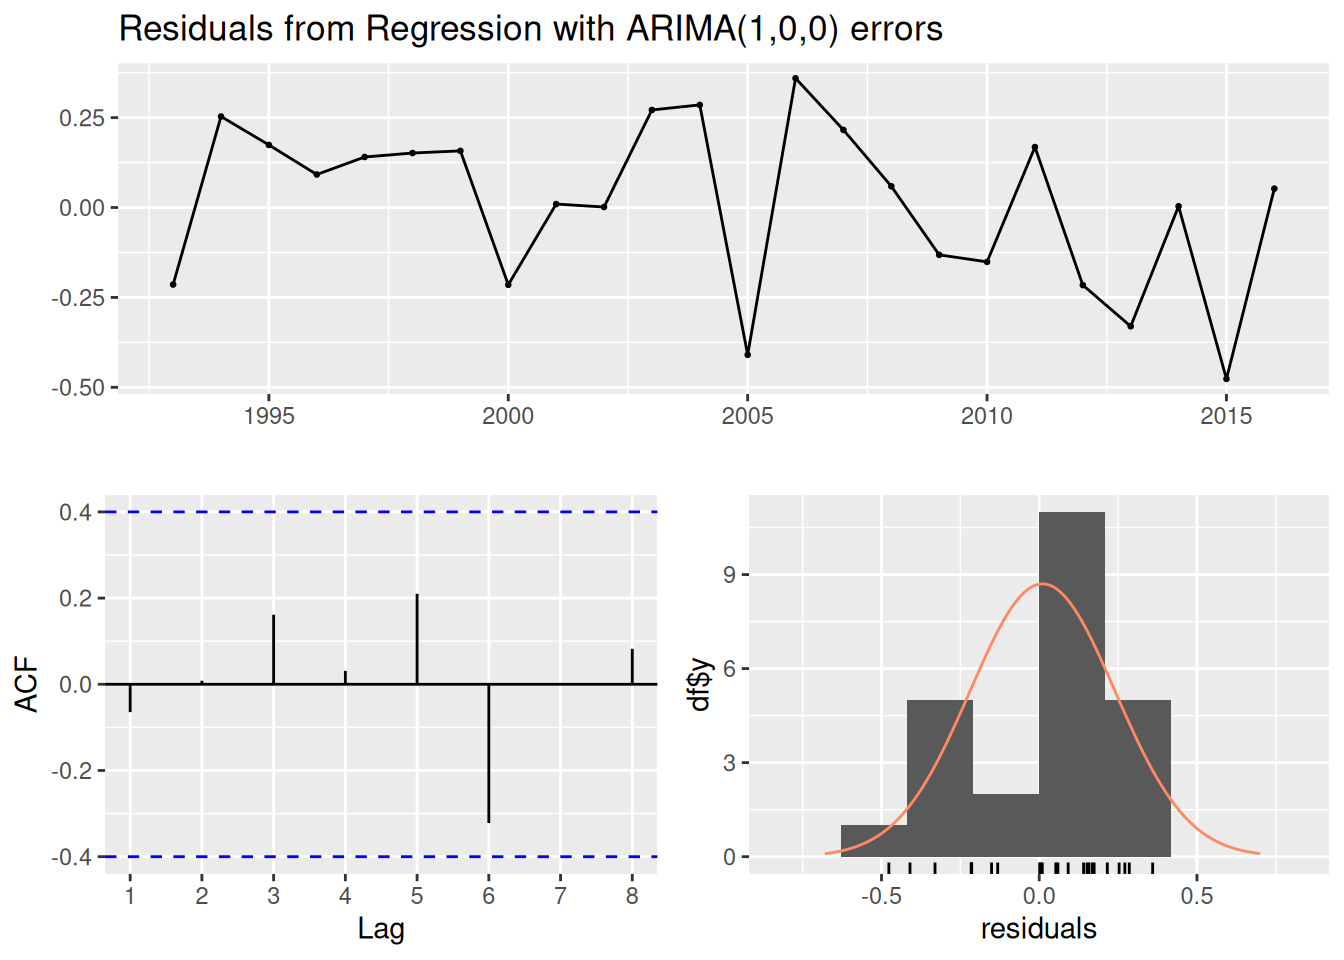 Residuals from Regression with ARIMA(1,0,0) errors
0.25
0.00
-0.25
-0.50
1995 2000 2005 2010 2015
ACF
0.4
0.2
0.0
-0.2
-0.4
1 2 3 4 5 6 7 8
Lag
df$y
9
6
3
0
-0.5 0.0 0.5
residuals